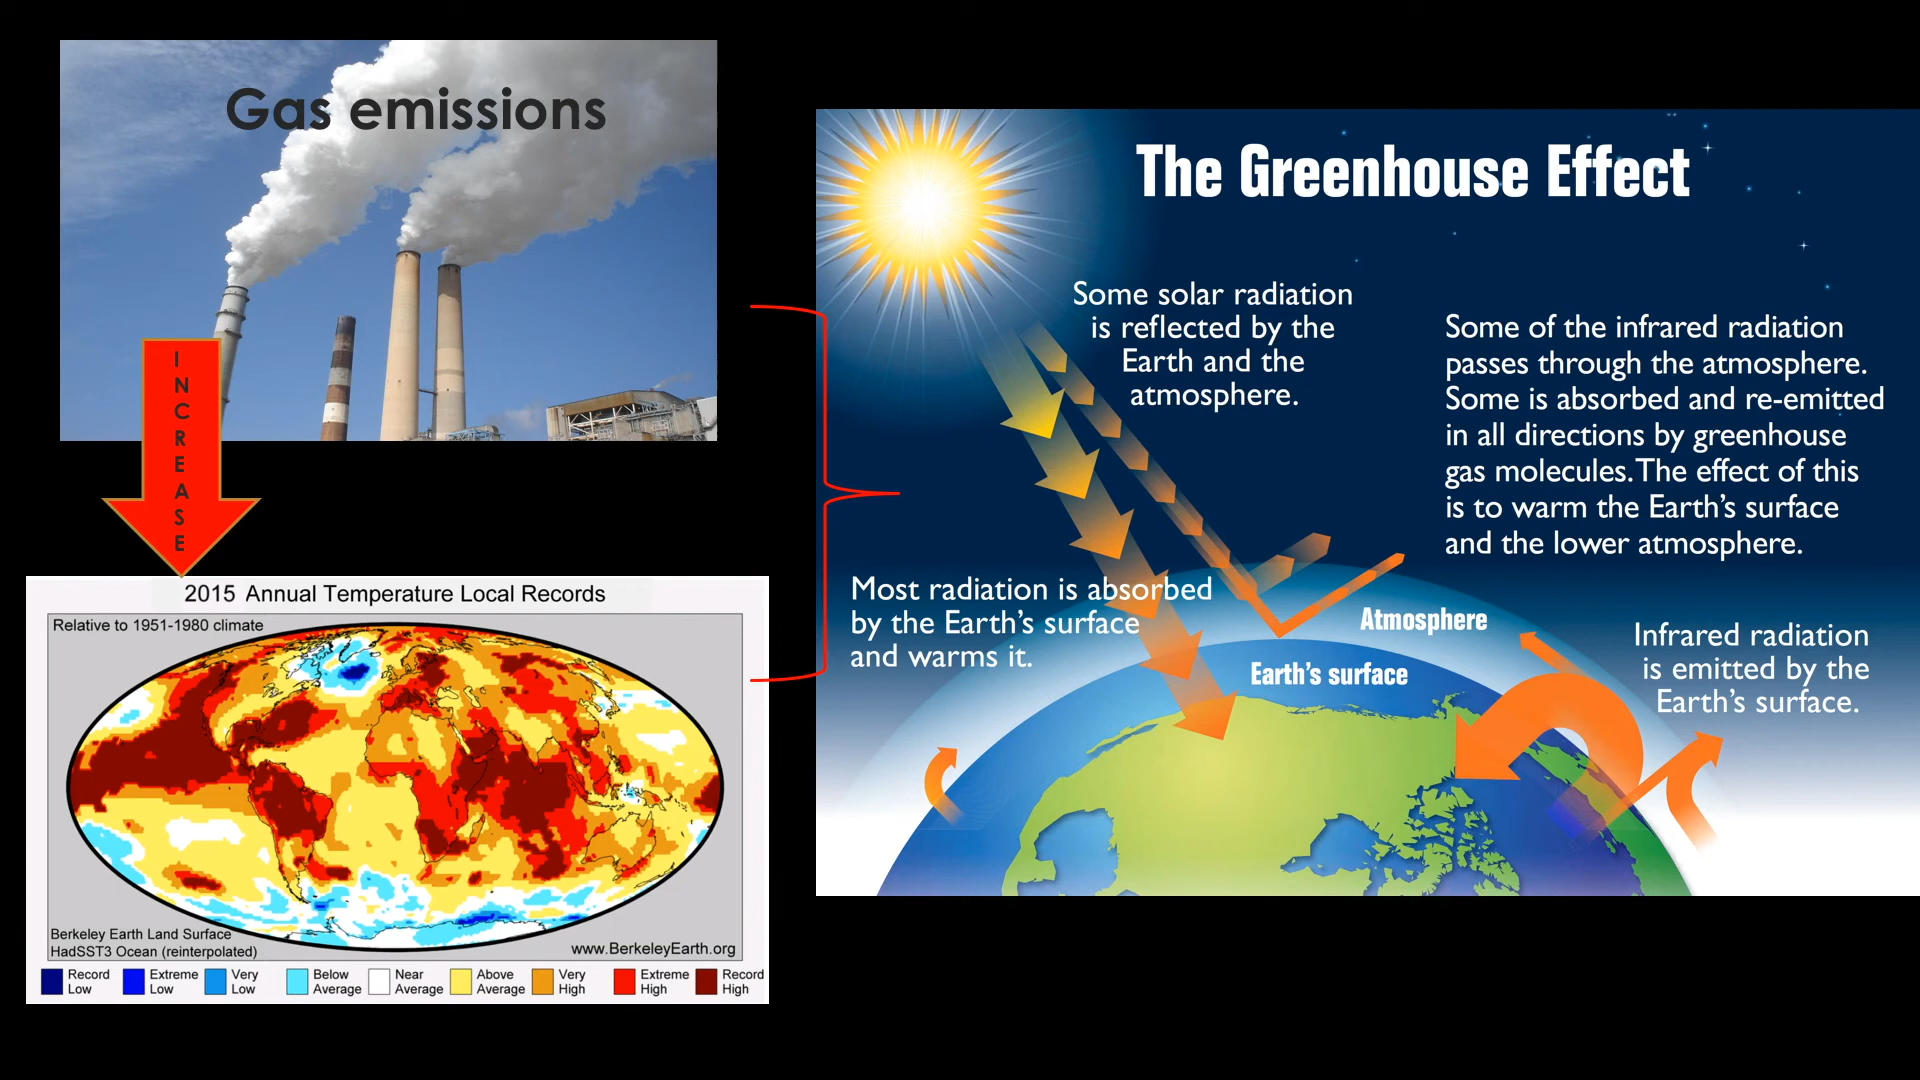 Gas emissions
I
N
C
R
E
A
S
E
2015 Annual Temperature Local Records
Relative to 1951-1980 climate
Berkeley Earth Land Surface
HadSST3 Ocean (reinterpolated)
www.BerkeleyEarth.org
Record Low
Extreme Low
Very Low
Below Average
Near Average
Above Average
Very High
Extreme High
Record High
The Greenhouse Effect
Some solar radiation
is reflected by the
Earth and the
atmosphere.
Some of the infrared radiation
passes through the atmosphere.
Some is absorbed and re-emitted
in all directions by greenhouse
gas molecules. The effect of this
is to warm the Earth's surface
and the lower atmosphere.
Most radiation is absorbed
by the Earth's surface
and warms it.
Atmosphere
Earth's surface
Infrared radiation
is emitted by the
Earth's surface.